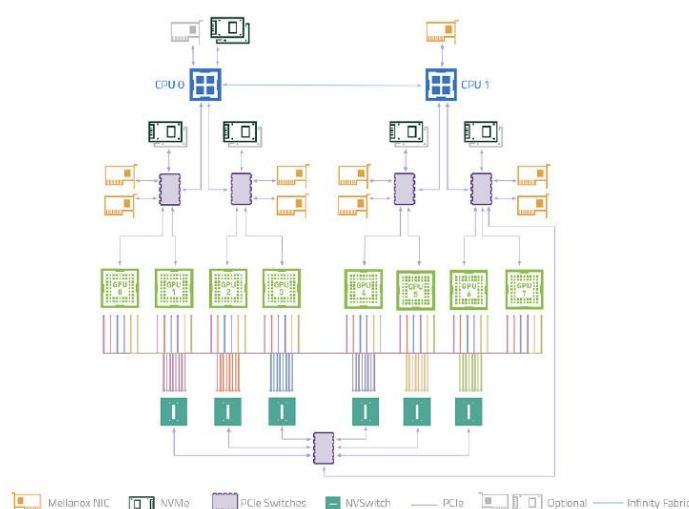 CPU 0
CPU 1
GPU
0
GPU
1
GPU
2
GPU
3
GPU
4
GPU
5
GPU
6
GPU
7
Mellanox NIC
NVMe
PCIe Switches
NVSwitch
PCIe
Optional
Infinity Fabric